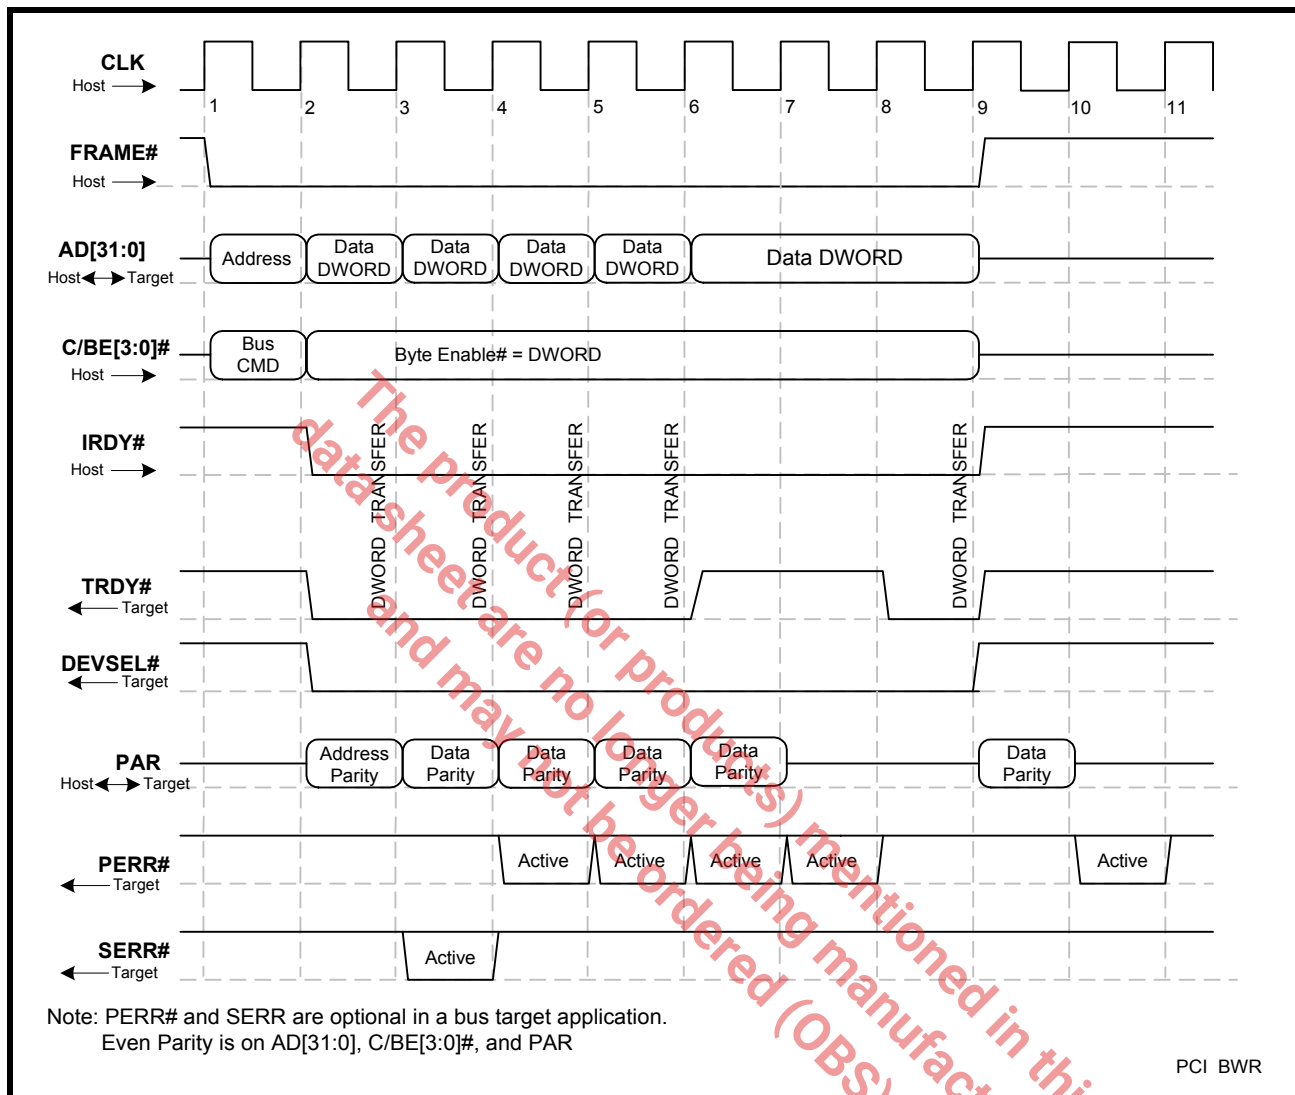 CLK
Host
1 2 3 4 5 6 7 8 9 10 11
FRAME#
Host
AD[31:0]
Host Target
Address
Data
DWORD
Data
DWORD
Data
DWORD
Data
DWORD
Data DWORD
C/BE[3:0]#
Host
Bus
CMD
Byte Enable# = DWORD
IRDY#
Host
DWORD TRANSFER
DWORD TRANSFER
DWORD TRANSFER
DWORD TRANSFER
DWORD TRANSFER
TRDY#
Target
DEVSEL#
Target
PAR
Host Target
Address
Parity
Data
Parity
Data
Parity
Data
Parity
Data
Parity
Data
Parity
PERR#
Target
Active
Active
Active
Active
Active
SERR#
Target
Active
Note: PERR# and SERR are optional in a bus target application.
Even Parity is on AD[31:0], C/BE[3:0]#, and PAR
PCI BWR
The product (or products) mentioned in thi
data sheet are no longer being manufact
and may not be ordered (OBS)